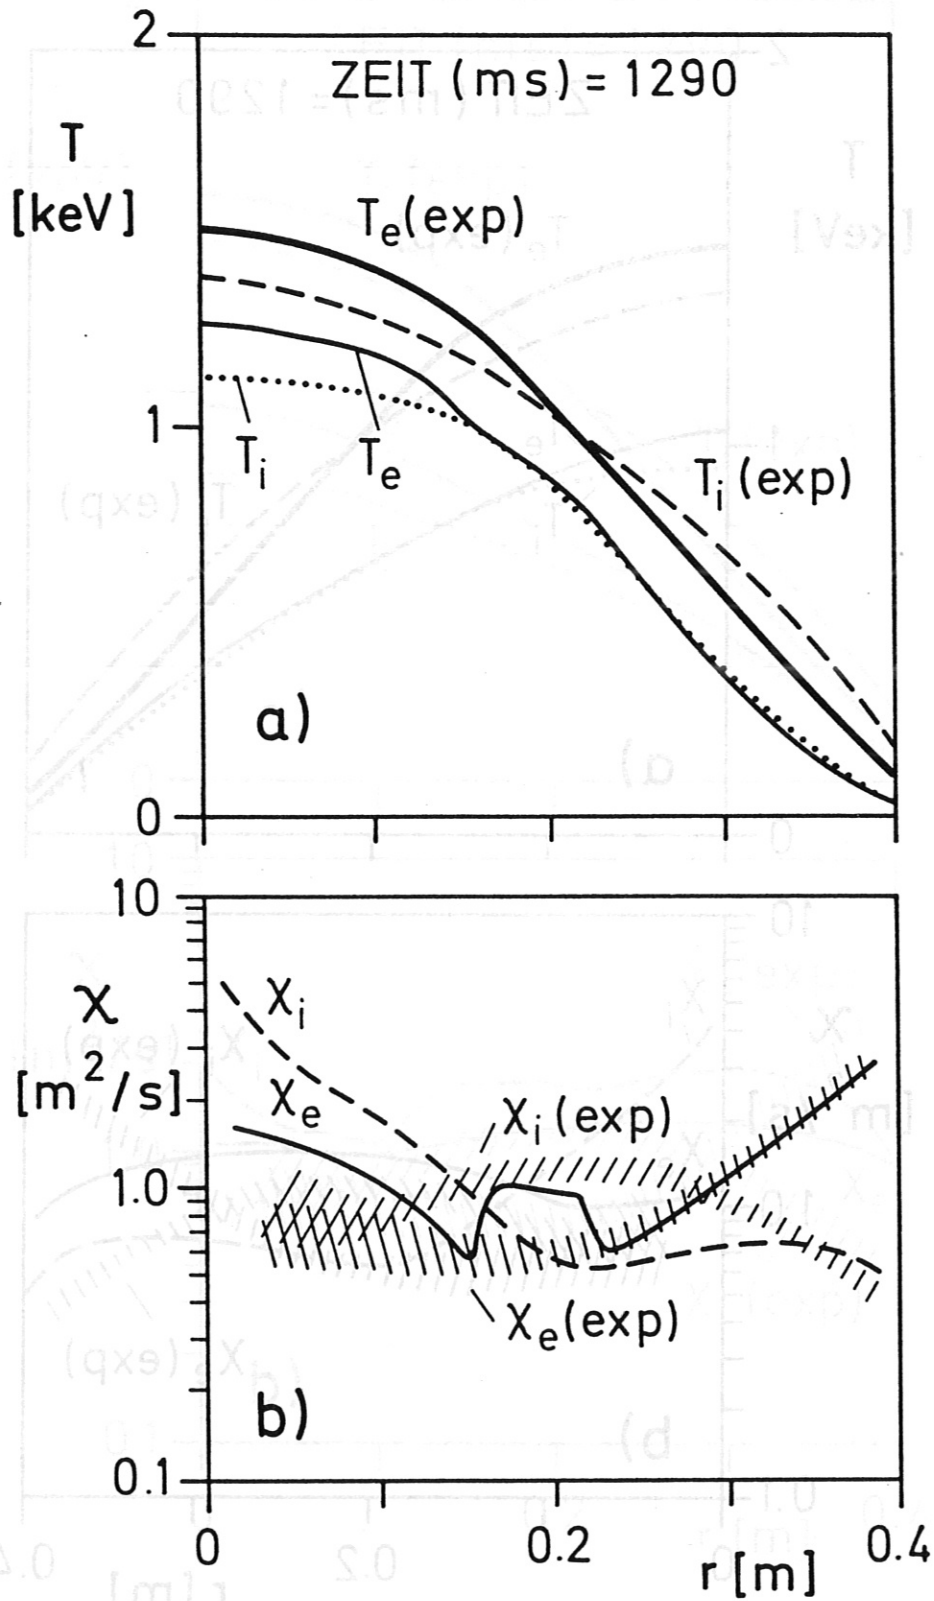 2
ZEIT (ms) = 1290
T
[keV]
Tₑ(exp)
1
Tᵢ
Tₑ
Tᵢ (exp)
a)
0
10
χ
[m²/s]
χᵢ
χₑ
χᵢ (exp)
1.0
χₑ(exp)
b)
0.1
0
0.2
0.4
r [m]